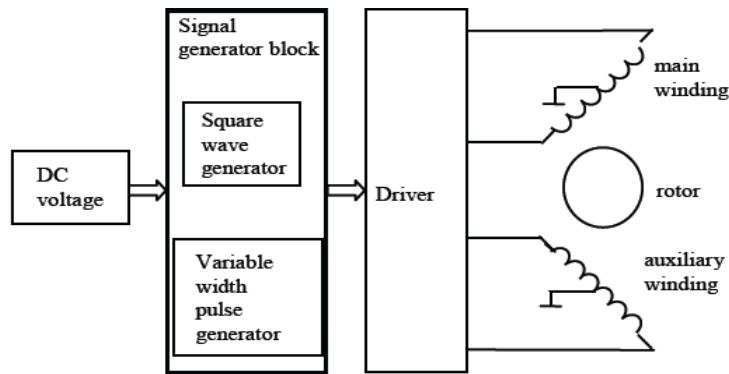 DC
voltage
Signal
generator block
Square
wave
generator
Variable
width
pulse
generator
Driver
main
winding
rotor
auxiliary
winding